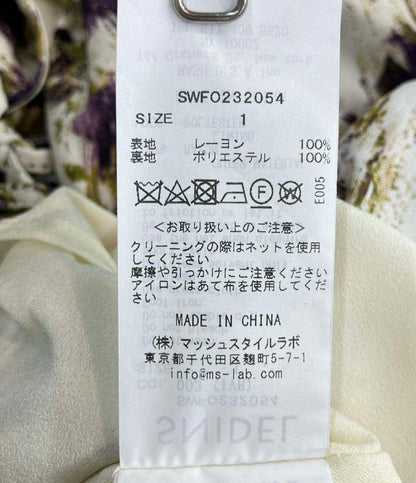 SWFO232054
SIZE 1
表地 レーヨン 100%
裏地 ポリエステル 100%
E005
<お取り扱い上のご注意>
クリーニングの際はネットを使用
してください
摩擦や引っかけにご注意ください
アイロンはあて布を使用してください
MADE IN CHINA
(株)マッシュスタイルラボ
東京都千代田区麹町5-7-1
info@ms-lab.com
COL 002 (IVR)
SWFO232054
SNIDEL